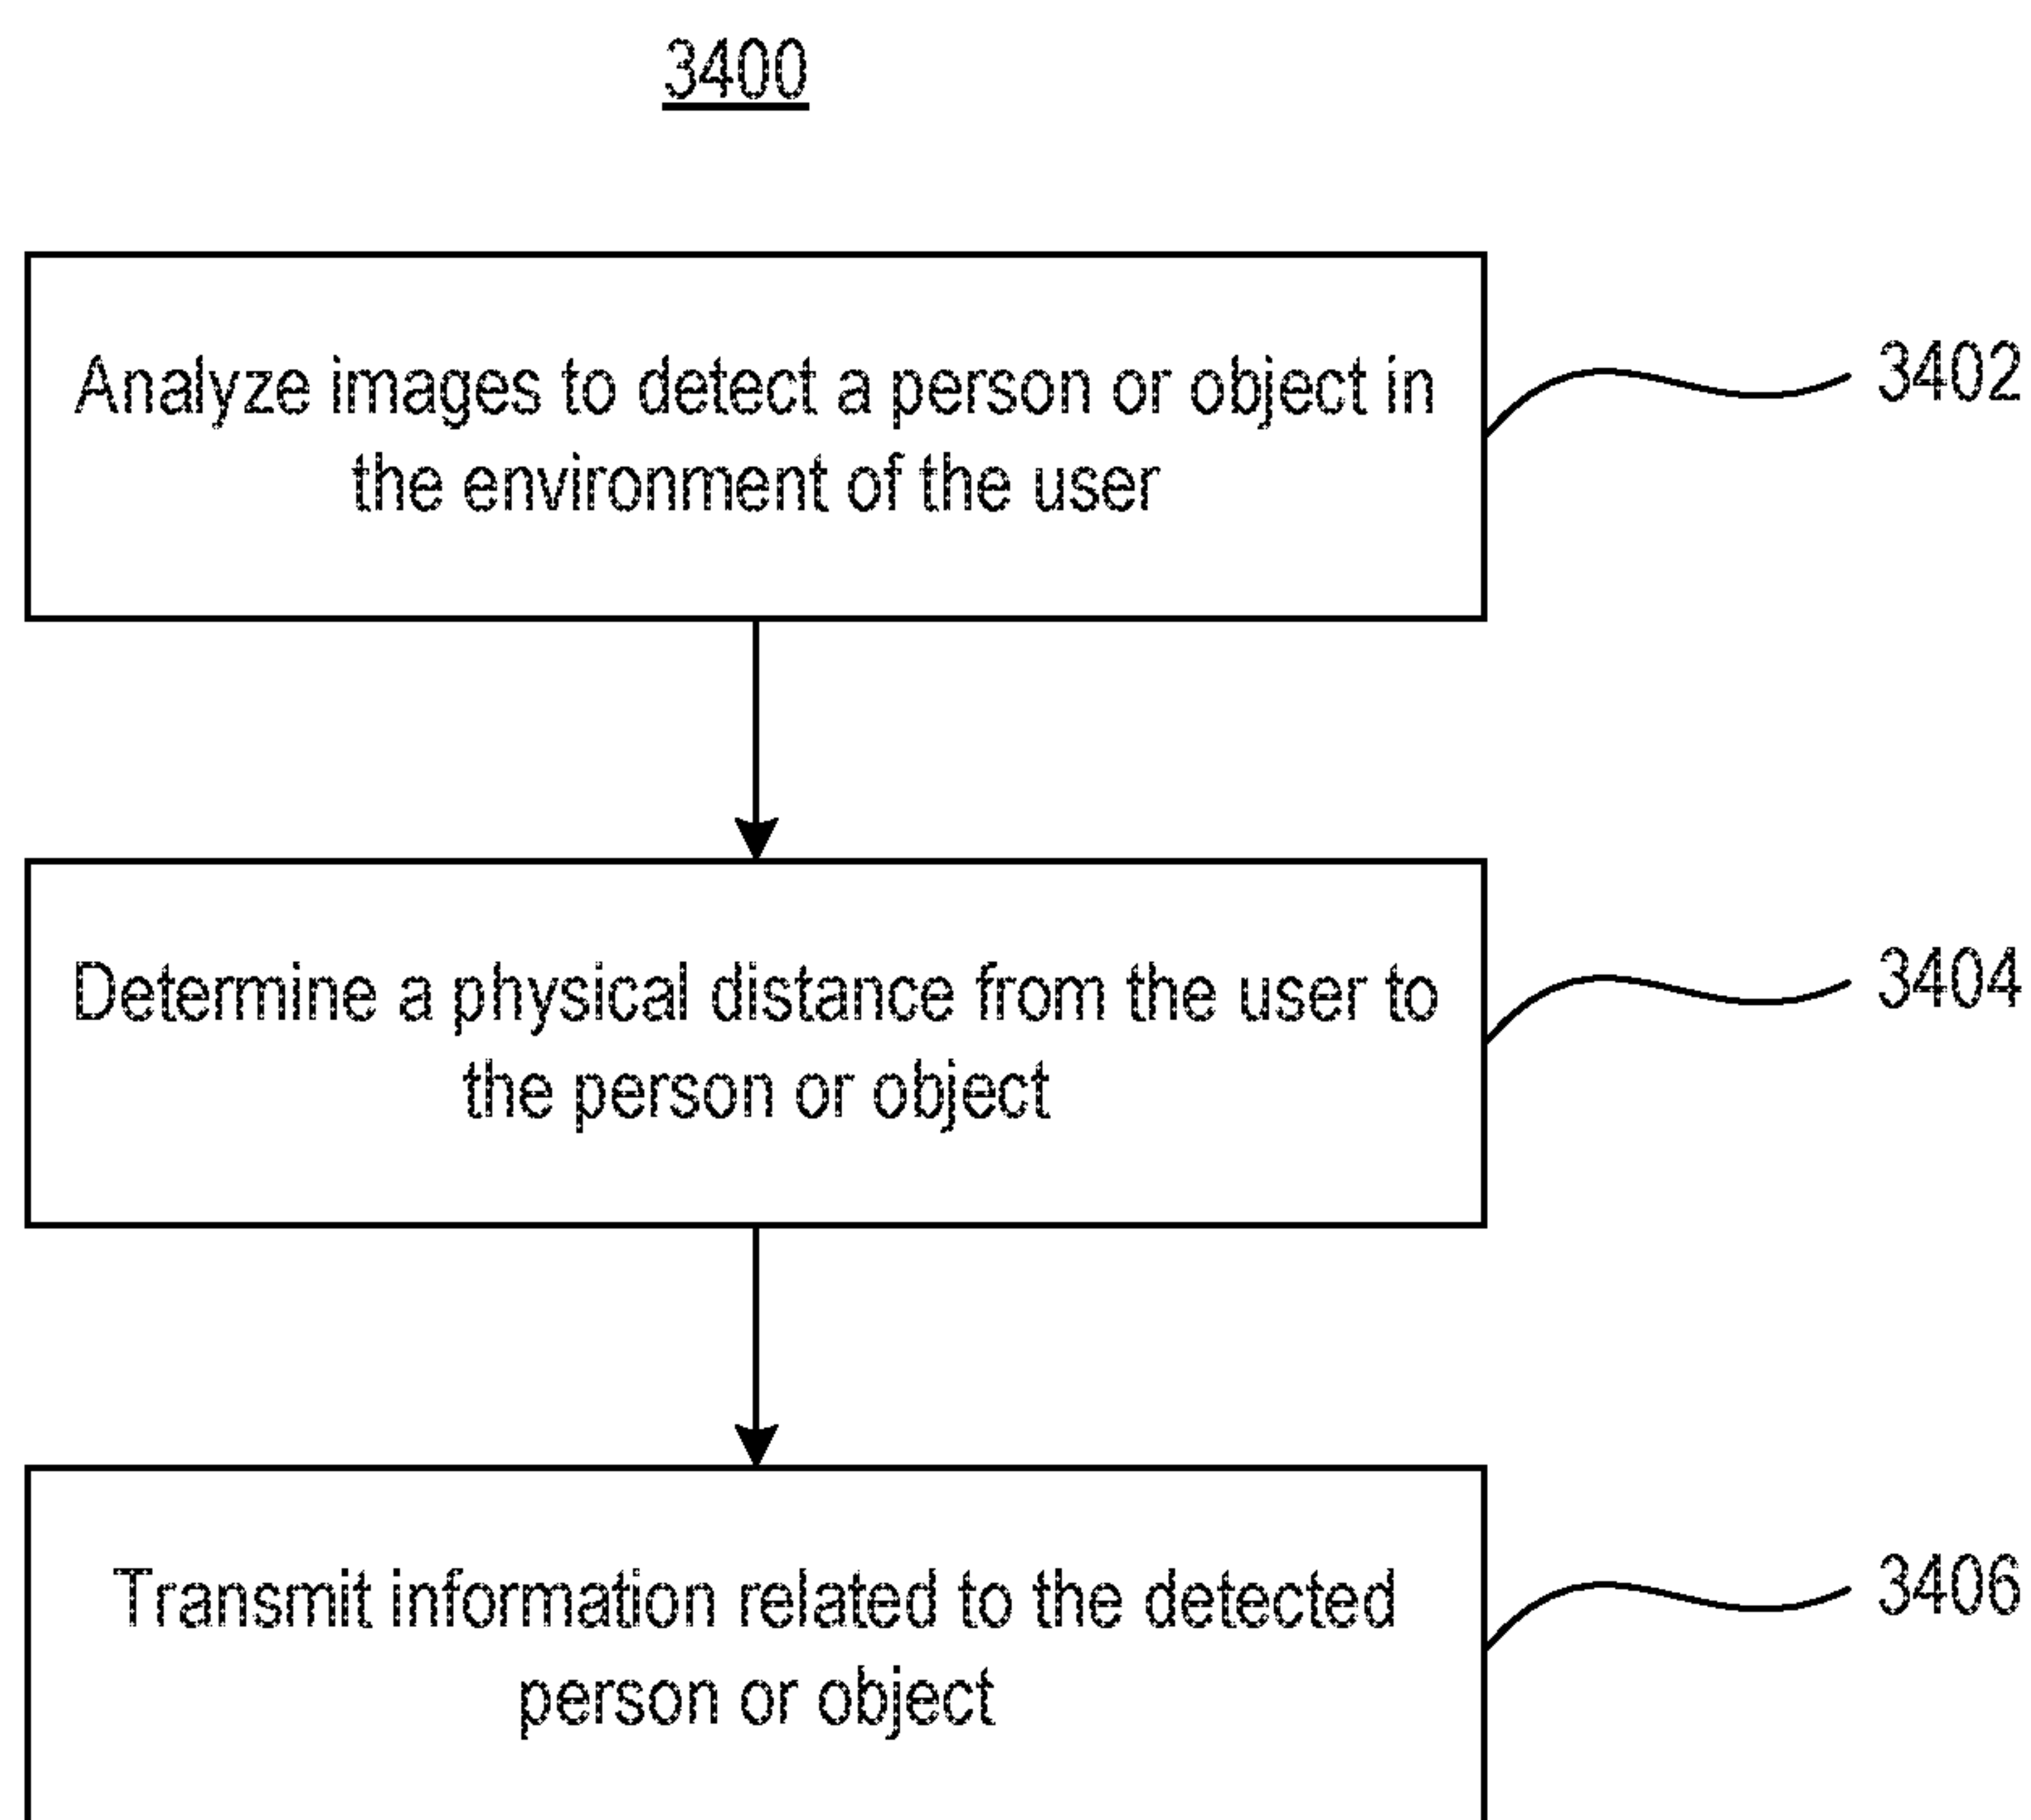 3400
Analyze images to detect a person or object in
the environment of the user
3402
Determine a physical distance from the user to
the person or object
3404
Transmit information related to the detected
person or object
3406